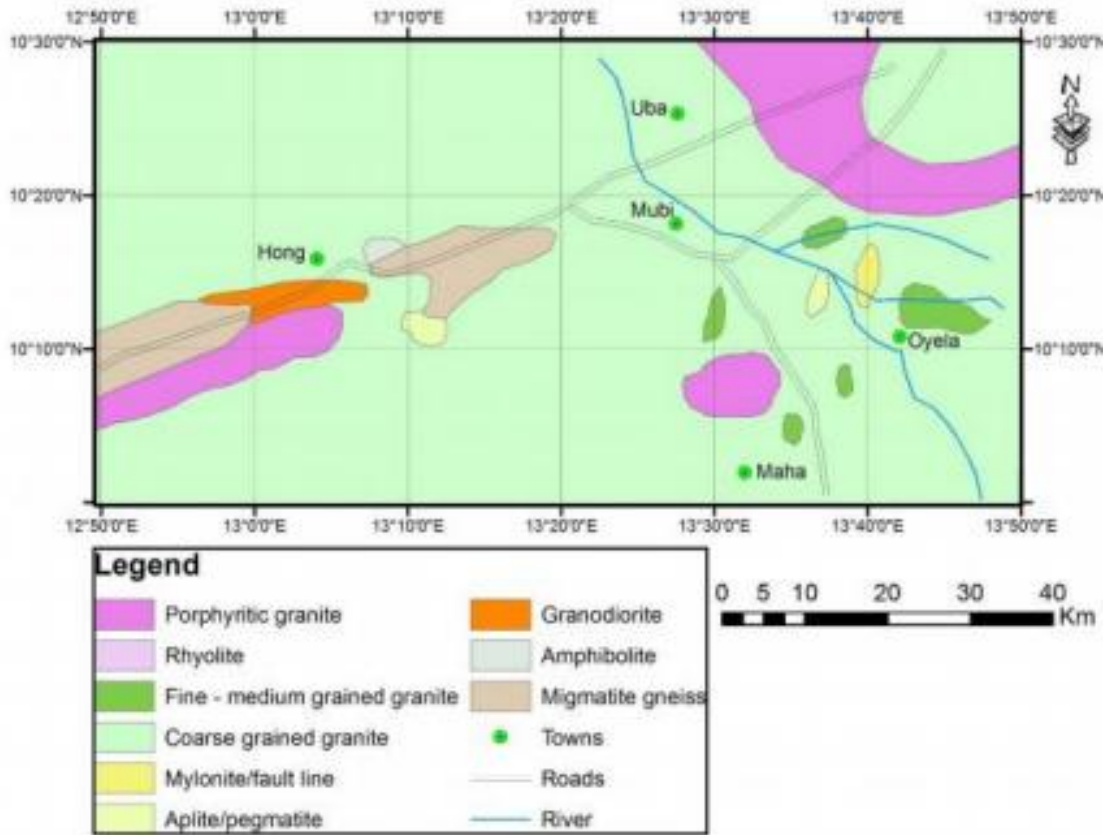 12°50'0"E 13°0'0"E 13°10'0"E 13°20'0"E 13°30'0"E 13°40'0"E 13°50'0"E
10°30'0"N 10°30'0"N
N
Uba
10°20'0"N 10°20'0"N
Mubi
Hong
Oyela
10°10'0"N 10°10'0"N
Maha
12°50'0"E 13°0'0"E 13°10'0"E 13°20'0"E 13°30'0"E 13°40'0"E 13°50'0"E
Legend
Porphyritic granite
Rhyolite
Fine - medium grained granite
Coarse grained granite
Mylonite/fault line
Aplite/pegmatite
Granodiorite
Amphibolite
Migmatite gneiss
Towns
Roads
River
0 5 10 20 30 40
Km